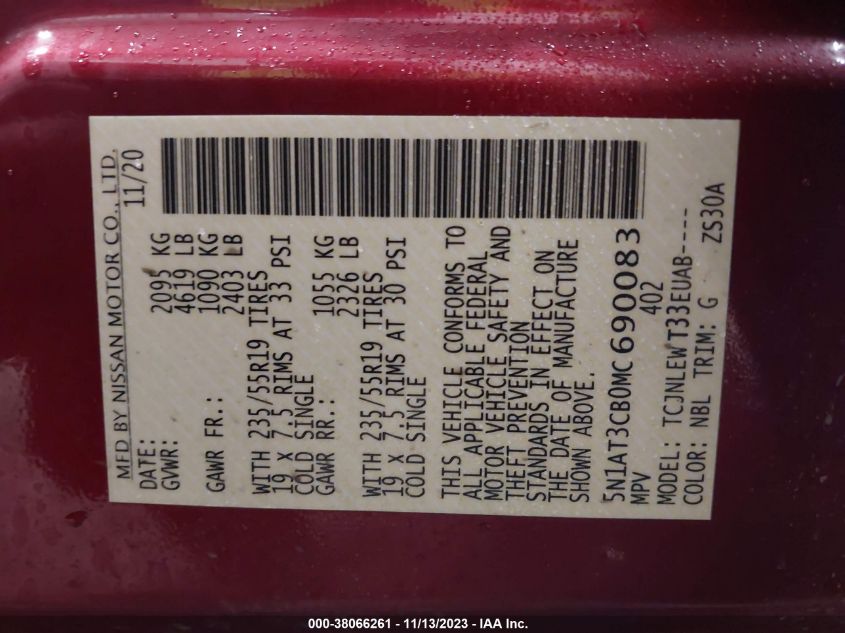 MFD BY NISSAN MOTOR CO., LTD.
DATE: 11/20
GVWR: 2095 KG
4619 LB
GAWR FR.: 1090 KG
2403 LB
WITH 235/55R19 TIRES
19 X 7.5 RIMS AT 33 PSI
COLD SINGLE
GAWR RR.: 1055 KG
2326 LB
WITH 235/55R19 TIRES
19 X 7.5 RIMS AT 30 PSI
COLD SINGLE
THIS VEHICLE CONFORMS TO
ALL APPLICABLE FEDERAL
MOTOR VEHICLE SAFETY AND
THEFT PREVENTION
STANDARDS IN EFFECT ON
THE DATE OF MANUFACTURE
SHOWN ABOVE.
5N1AT3CB0MC690083
MPV 402
MODEL: TCJNLEW T33EUAB----
COLOR: NBL TRIM: G ZS30A
000-38066261 - 11/13/2023 - IAA Inc.